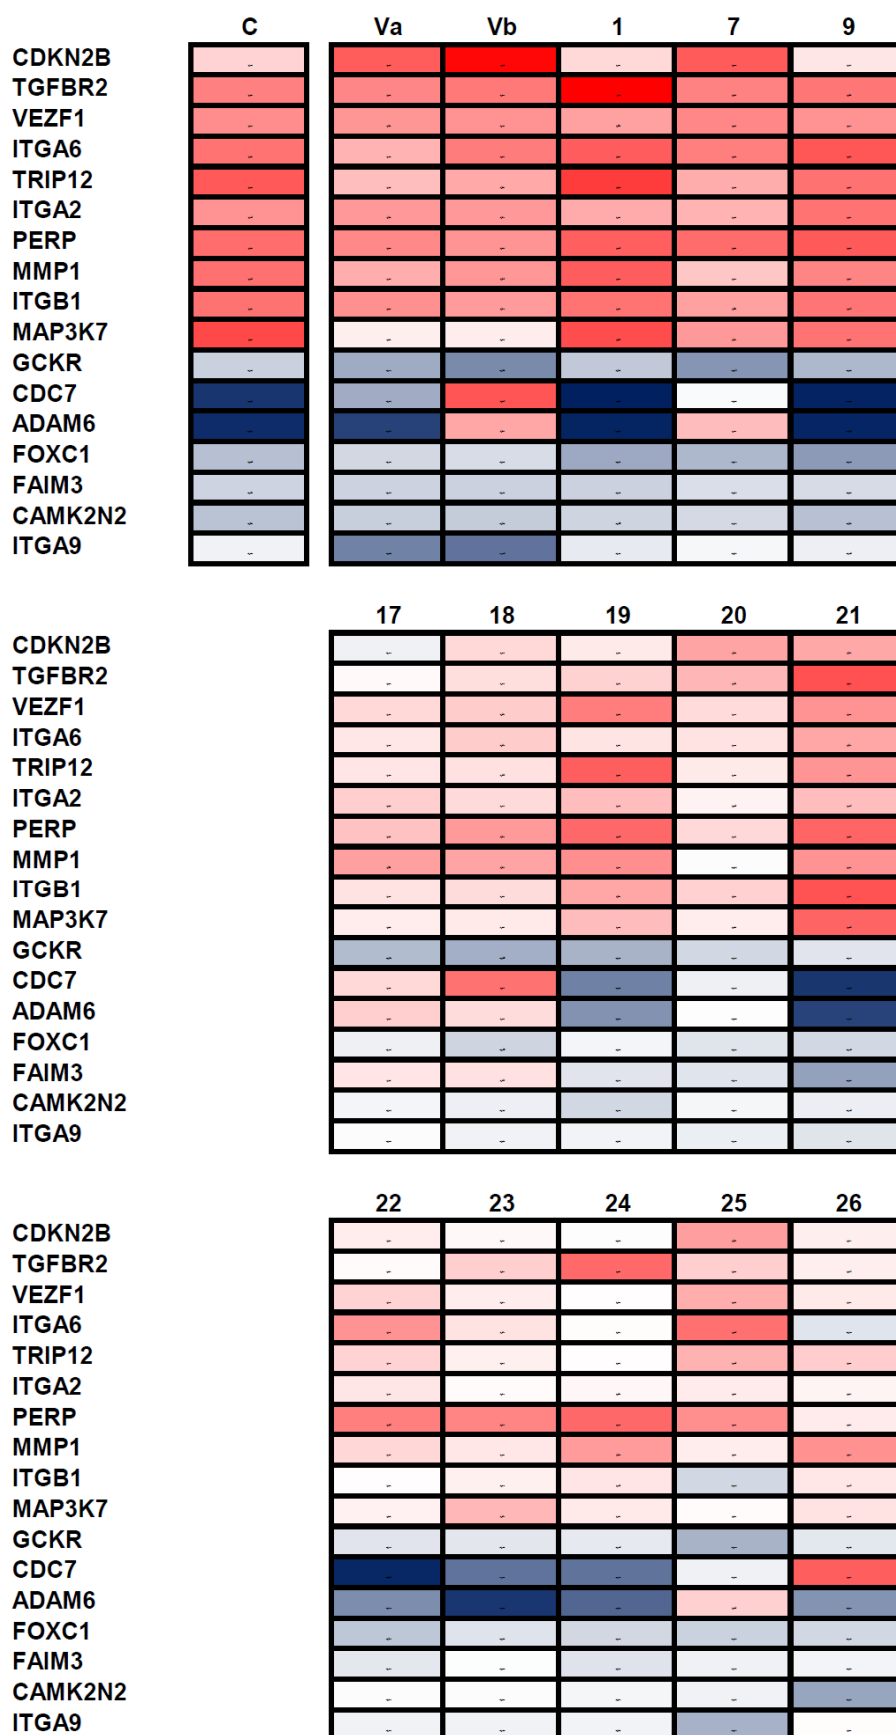 C Va Vb 1 7 9
CDKN2B
TGFBR2
VEZF1
ITGA6
TRIP12
ITGA2
PERP
MMP1
ITGB1
MAP3K7
GCKR
CDC7
ADAM6
FOXC1
FAIM3
CAMK2N2
ITGA9
17 18 19 20 21
CDKN2B
TGFBR2
VEZF1
ITGA6
TRIP12
ITGA2
PERP
MMP1
ITGB1
MAP3K7
GCKR
CDC7
ADAM6
FOXC1
FAIM3
CAMK2N2
ITGA9
22 23 24 25 26
CDKN2B
TGFBR2
VEZF1
ITGA6
TRIP12
ITGA2
PERP
MMP1
ITGB1
MAP3K7
GCKR
CDC7
ADAM6
FOXC1
FAIM3
CAMK2N2
ITGA9